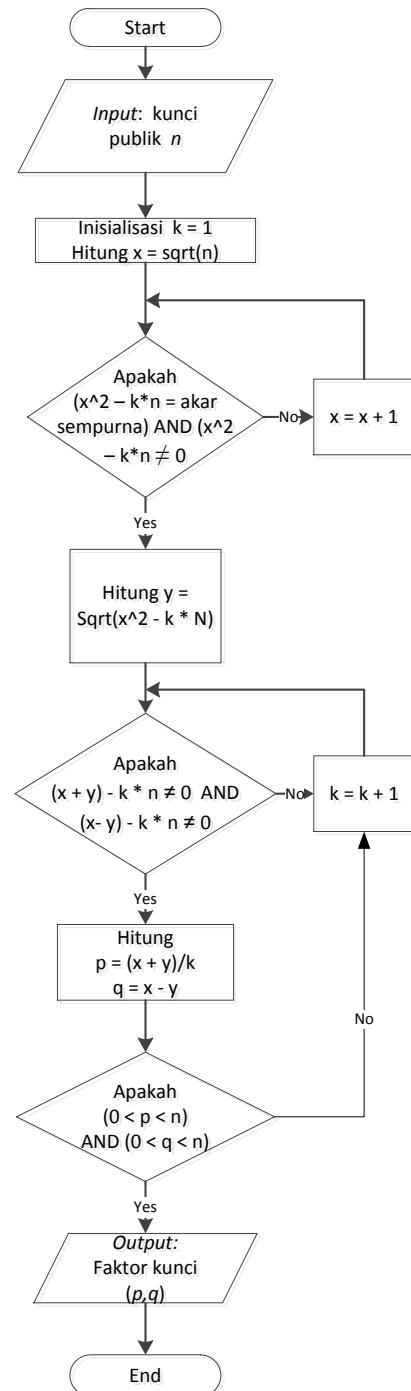 Start
Input: kunci
publik n
Inisialisasi k = 1
Hitung x = sqrt(n)
Apakah
(x^2 – k*n = akar
sempurna) AND (x^2
– k*n ≠ 0
No
x = x + 1
Yes
Hitung y =
Sqrt(x^2 - k * N)
Apakah
(x + y) - k * n ≠ 0 AND
(x- y) - k * n ≠ 0
No
k = k + 1
Yes
Hitung
p = (x + y)/k
q = x - y
No
Apakah
(0 < p < n)
AND (0 < q < n)
Yes
Output:
Faktor kunci
(p,q)
End